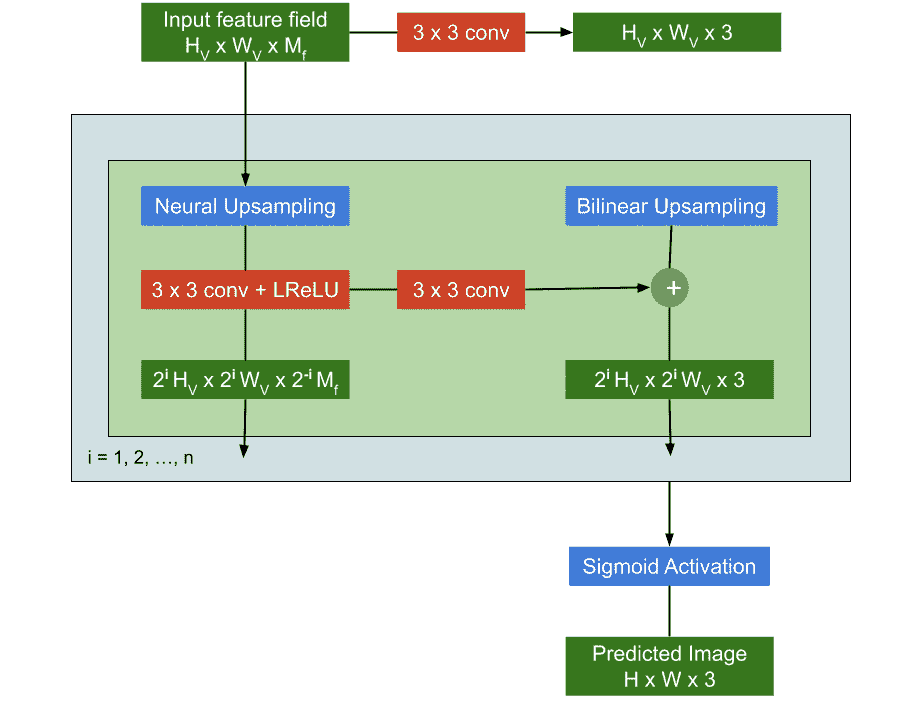 Input feature field
H_V x W_V x M_f
3 x 3 conv
H_V x W_V x 3
Neural Upsampling
Bilinear Upsampling
3 x 3 conv + LReLU
3 x 3 conv
+
2^i H_V x 2^i W_V x 2^-i M_f
2^i H_V x 2^i W_V x 3
i = 1, 2, ..., n
Sigmoid Activation
Predicted Image
H x W x 3